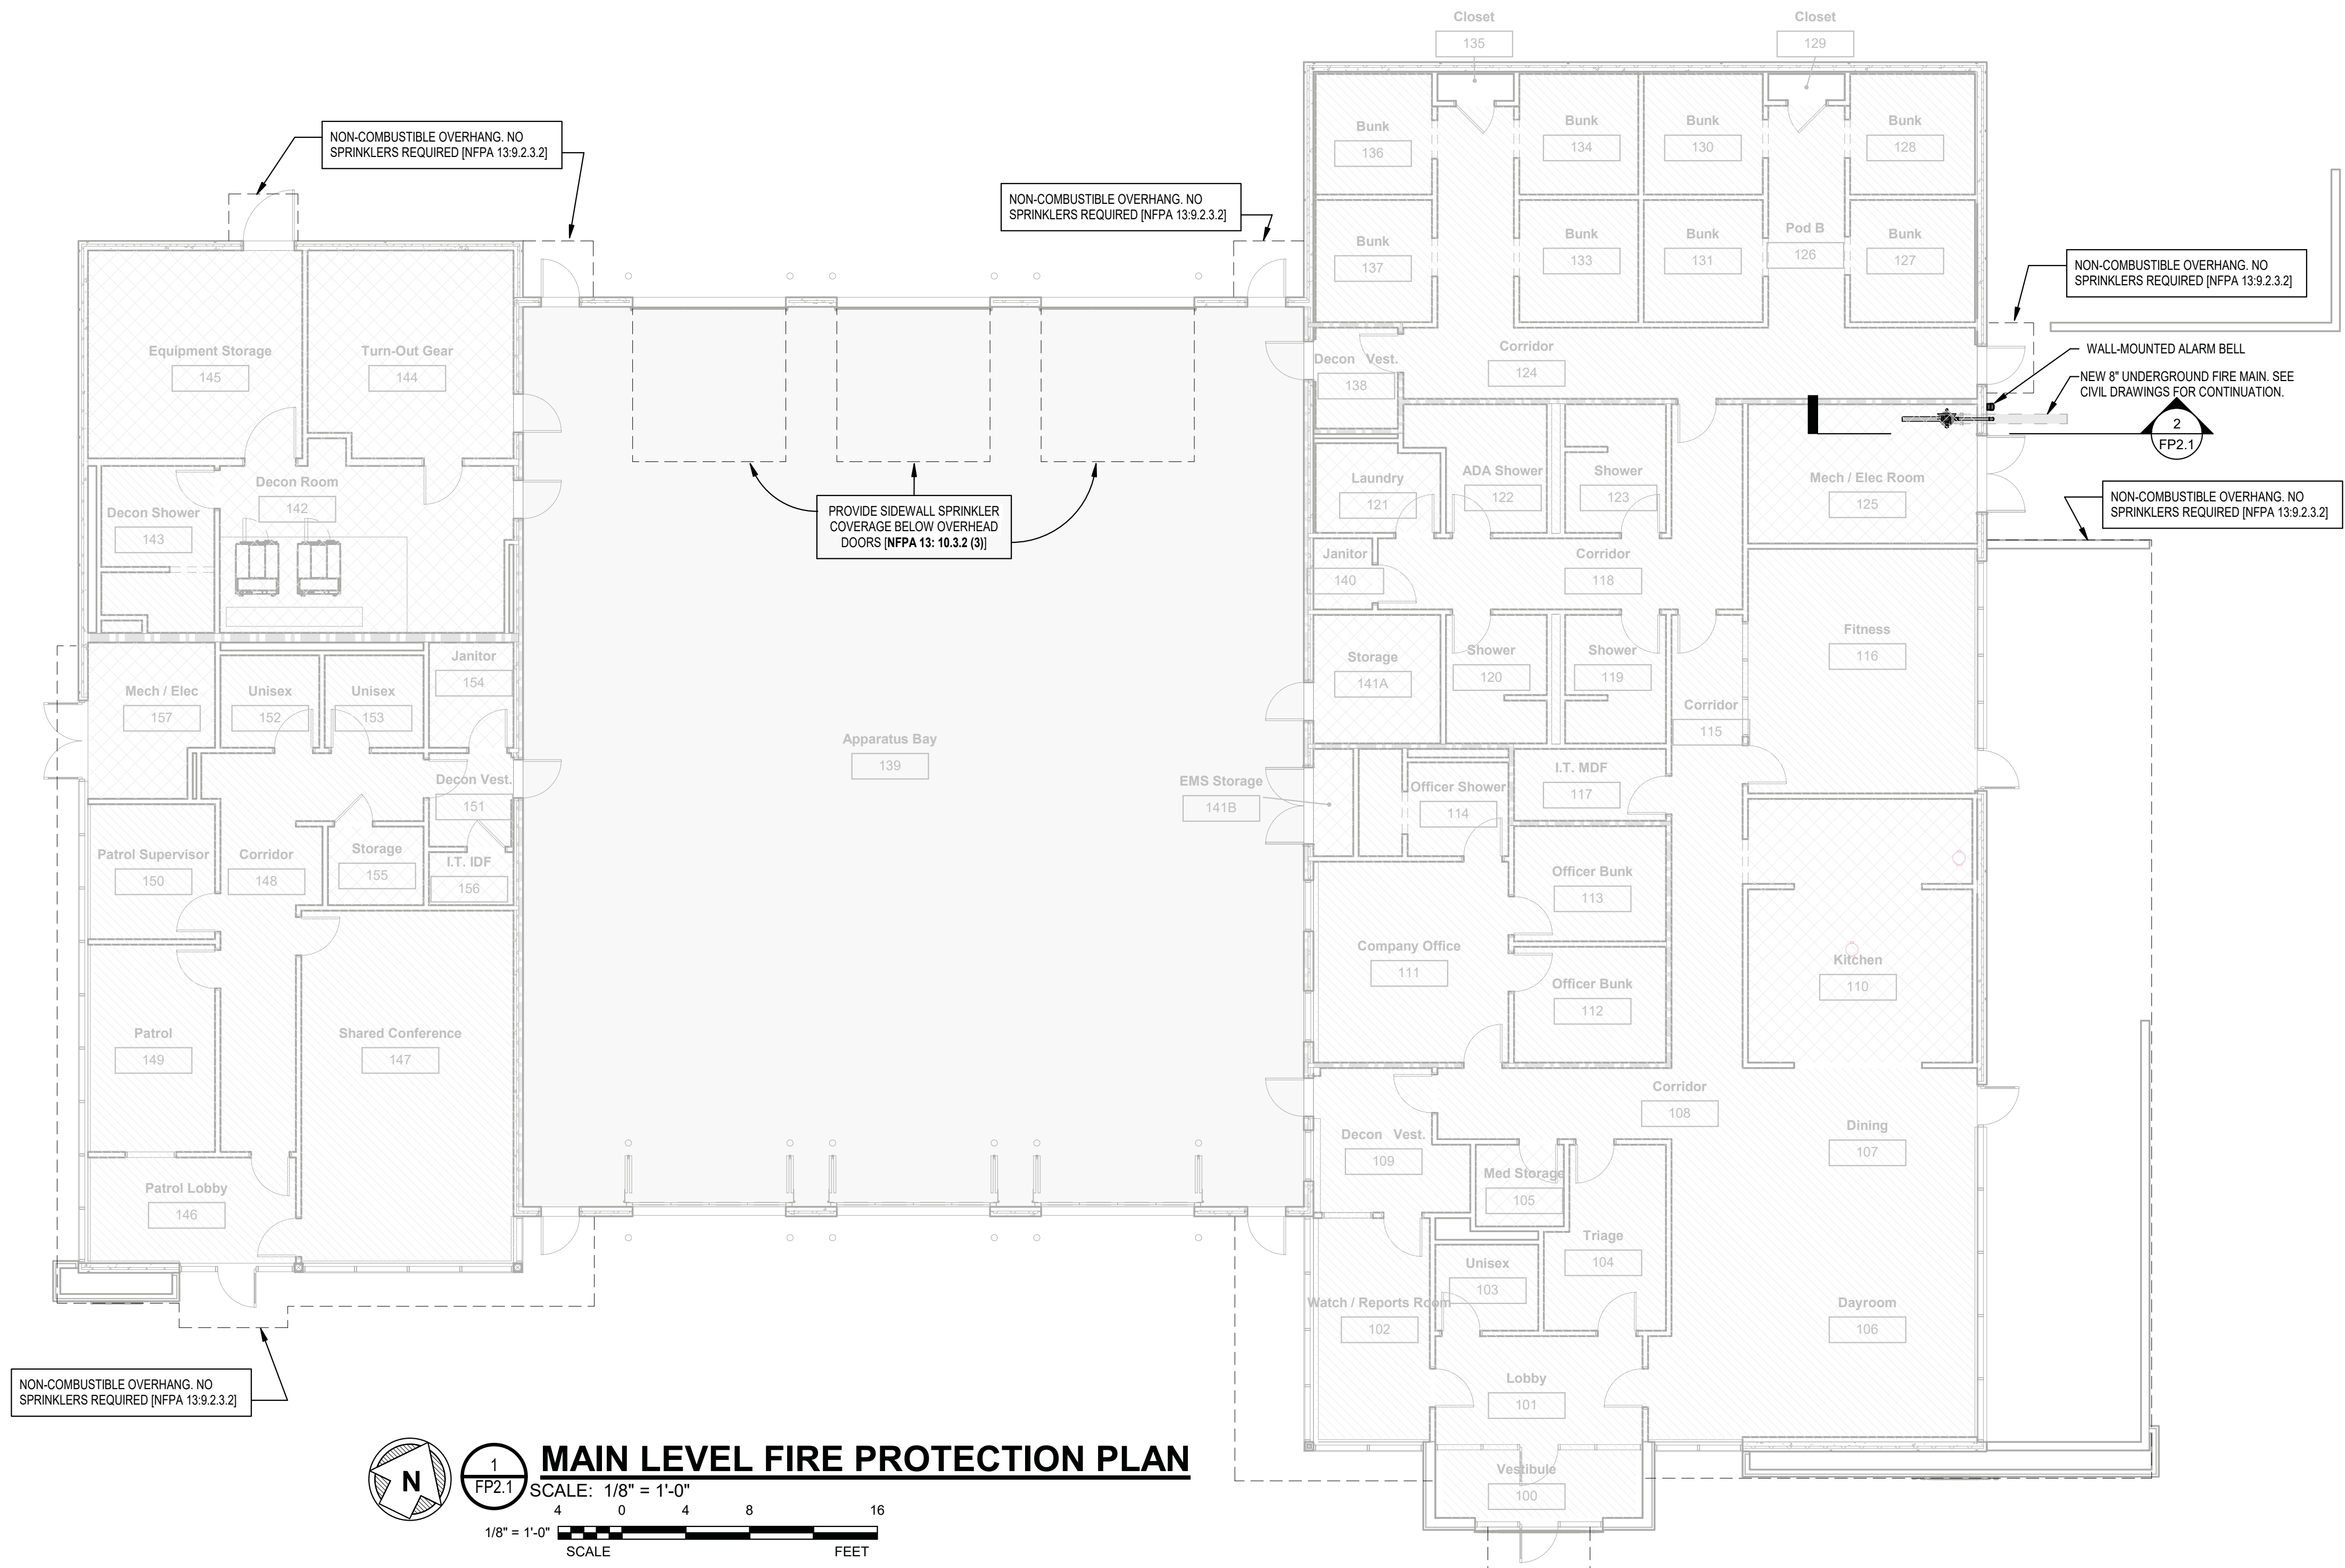 Closet
135
Closet
129
NON-COMBUSTIBLE OVERHANG. NO
SPRINKLERS REQUIRED [NFPA 13:9.2.3.2]
NON-COMBUSTIBLE OVERHANG. NO
SPRINKLERS REQUIRED [NFPA 13:9.2.3.2]
Bunk
136
Bunk
134
Bunk
130
Bunk
128
Bunk
137
Bunk
133
Bunk
131
Pod B
126
Bunk
127
NON-COMBUSTIBLE OVERHANG. NO
SPRINKLERS REQUIRED [NFPA 13:9.2.3.2]
WALL-MOUNTED ALARM BELL
NEW 8" UNDERGROUND FIRE MAIN. SEE
CIVIL DRAWINGS FOR CONTINUATION.
2
FP2.1
Equipment Storage
145
Turn-Out Gear
144
Decon Vest.
138
Corridor
124
Decon Room
142
Decon Shower
143
PROVIDE SIDEWALL SPRINKLER
COVERAGE BELOW OVERHEAD
DOORS [NFPA 13: 10.3.2 (3)]
Laundry
121
ADA Shower
122
Shower
123
Mech / Elec Room
125
NON-COMBUSTIBLE OVERHANG. NO
SPRINKLERS REQUIRED [NFPA 13:9.2.3.2]
Janitor
140
Corridor
118
Storage
141A
Shower
120
Shower
119
Fitness
116
Corridor
115
Mech / Elec
157
Unisex
152
Unisex
153
Janitor
154
Apparatus Bay
139
Decon Vest.
151
EMS Storage
141B
Officer Shower
114
I.T. MDF
117
Patrol Supervisor
150
Corridor
148
Storage
155
I.T. IDF
156
Officer Bunk
113
Company Office
111
Officer Bunk
112
Kitchen
110
Patrol
149
Shared Conference
147
Corridor
108
Decon Vest.
109
Med Storage
105
Dining
107
Patrol Lobby
146
Triage
104
Unisex
103
Watch / Reports Room
102
Dayroom
106
Lobby
101
Vestibule
100
NON-COMBUSTIBLE OVERHANG. NO
SPRINKLERS REQUIRED [NFPA 13:9.2.3.2]
N
1
FP2.1
MAIN LEVEL FIRE PROTECTION PLAN
SCALE: 1/8" = 1'-0"
4 0 4 8 16
1/8" = 1'-0"
SCALE FEET